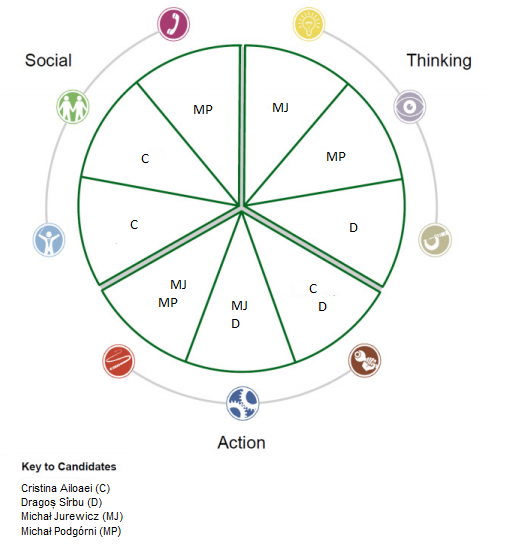 Social
Thinking
MP
MJ
C
MP
C
D
MJ
MP
MJ
D
C
D
Action
Key to Candidates
Cristina Ailoaei (C)
Dragoș Sîrbu (D)
Michał Jurewicz (MJ)
Michał Podgórni (MP)